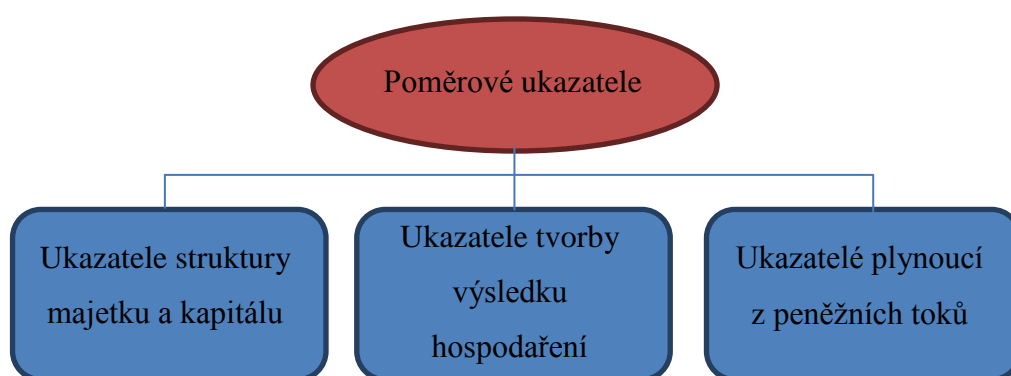 Poměrové ukazatele
Ukazatele struktury
majetku a kapitálu
Ukazatele tvorby
výsledku
hospodaření
Ukazatelé plynoucí
z peněžních toků